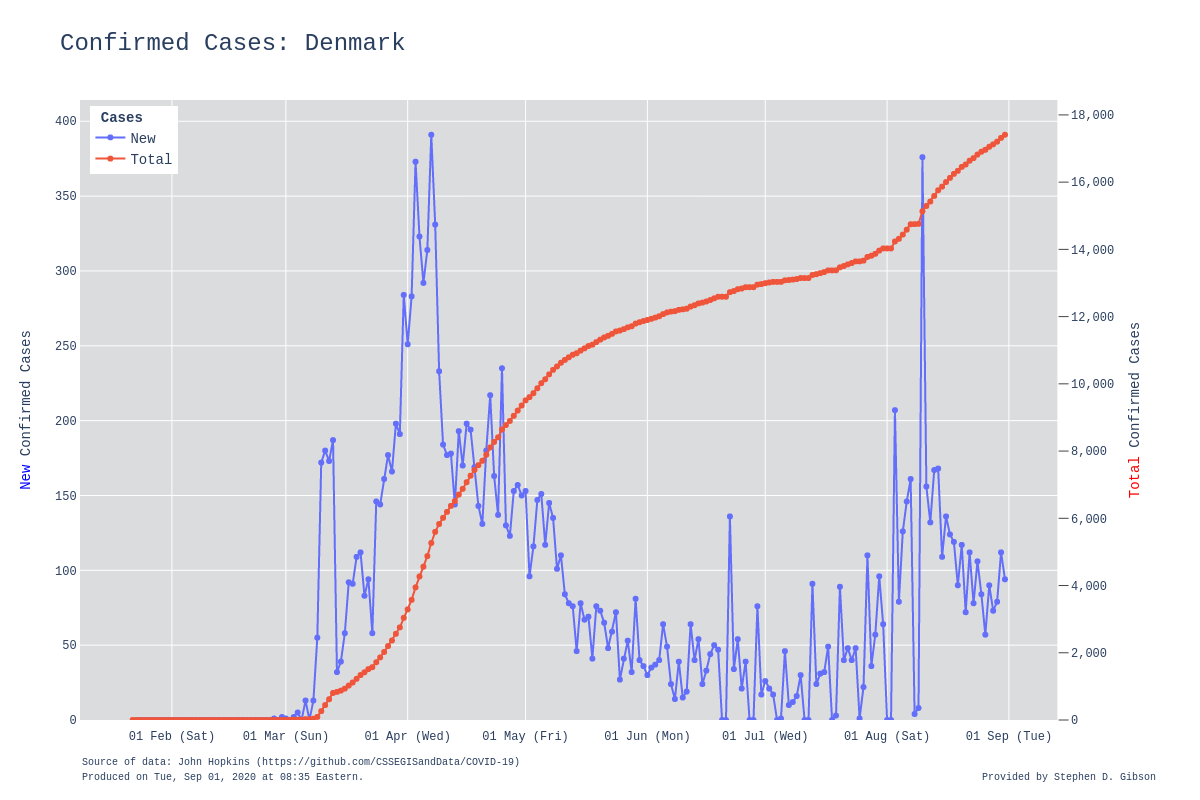 Confirmed Cases: Denmark
Cases
New
Total
400
350
300
250
200
150
100
50
0
18,000
16,000
14,000
12,000
10,000
8,000
6,000
4,000
2,000
0
New Confirmed Cases
Total Confirmed Cases
01 Feb (Sat) 01 Mar (Sun) 01 Apr (Wed) 01 May (Fri) 01 Jun (Mon) 01 Jul (Wed) 01 Aug (Sat) 01 Sep (Tue)
Source of data: John Hopkins (https://github.com/CSSEGISandData/COVID-19)
Produced on Tue, Sep 01, 2020 at 08:35 Eastern.
Provided by Stephen D. Gibson